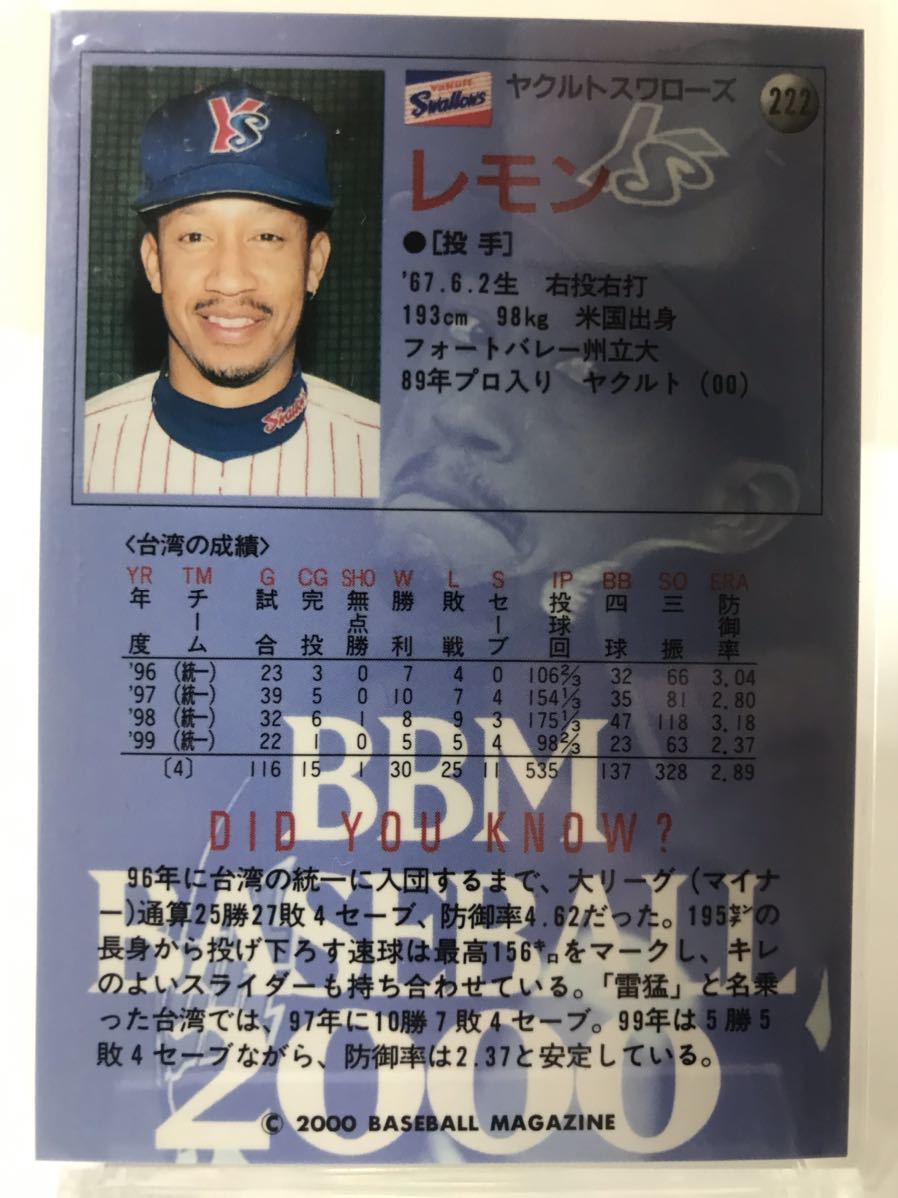 YAKULT
Swallows
ヤクルトスワローズ
222
YS
レモン
●[投手]
'67.6.2生 右投右打
193cm 98kg 米国出身
フォートバレー州立大
89年プロ入り ヤクルト (00)
〈台湾の成績〉
YR TM G CG SHO W L S IP BB SO ERA
年度 チーム 試合 完投 無点勝 勝利 敗戦 セーブ 投球回 四球 三振 防御率
'96 (統一) 23 3 0 7 4 0 106⅔ 32 66 3.04
'97 (統一) 39 5 0 10 7 4 154⅓ 35 81 2.80
'98 (統一) 32 6 1 8 9 3 175⅓ 47 118 3.18
'99 (統一) 22 1 0 5 5 4 98⅔ 23 63 2.37
〔4〕 116 15 1 30 25 11 535 137 328 2.89
BBM
DID YOU KNOW?
BASEBALL
2000
96年に台湾の統一に入団するまで、大リーグ(マイナ
ー)通算25勝27敗4セーブ、防御率4.62だった。195㌢の
長身から投げ下ろす速球は最高156㌔をマークし、キレ
のよいスライダーも持ち合わせている。「雷猛」と名乗
った台湾では、97年に10勝7敗4セーブ。99年は5勝5
敗4セーブながら、防御率は2.37と安定している。
© 2000 BASEBALL MAGAZINE